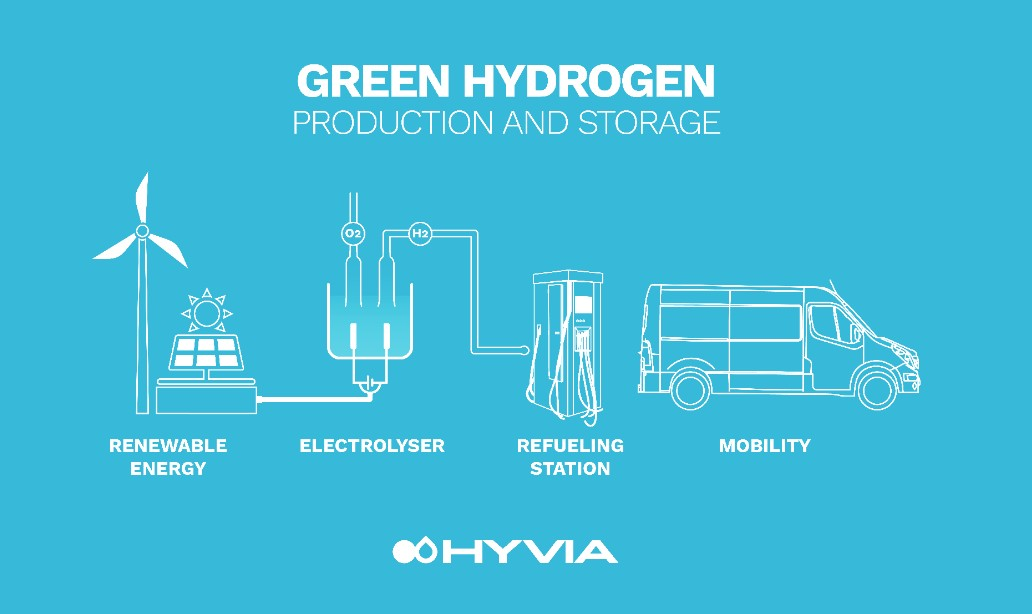 GREEN HYDROGEN
PRODUCTION AND STORAGE
O2
H2
RENEWABLE
ENERGY
ELECTROLYSER
REFUELING
STATION
MOBILITY
HYVIA